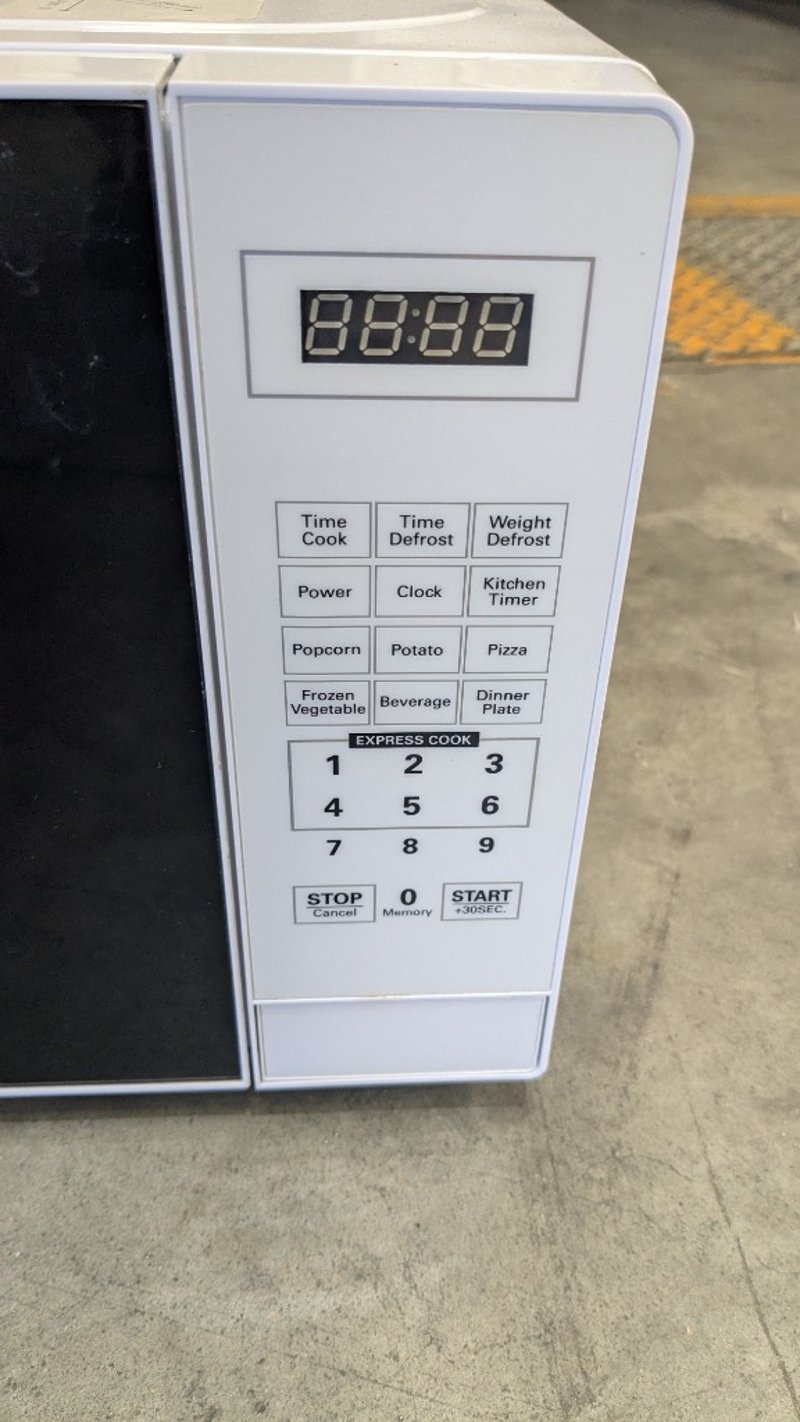 88:88
Time Cook
Time Defrost
Weight Defrost
Power
Clock
Kitchen Timer
Popcorn
Potato
Pizza
Frozen Vegetable
Beverage
Dinner Plate
EXPRESS COOK
1 2 3
4 5 6
7 8 9
STOP
Cancel
0
Memory
START
+30SEC.